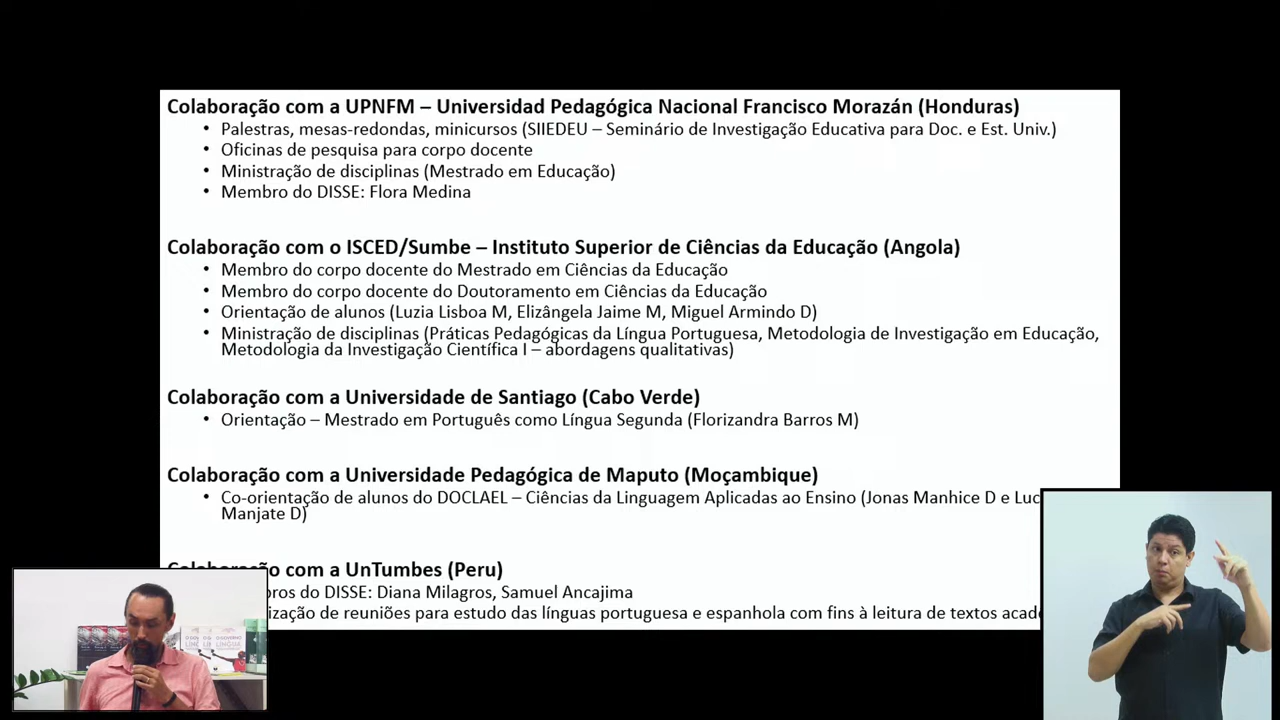 Colaboração com a UPNFM – Universidad Pedagógica Nacional Francisco Morazán (Honduras)
• Palestras, mesas-redondas, minicursos (SIIEDEU – Seminário de Investigação Educativa para Doc. e Est. Univ.)
• Oficinas de pesquisa para corpo docente
• Ministração de disciplinas (Mestrado em Educação)
• Membro do DISSE: Flora Medina
Colaboração com o ISCED/Sumbe – Instituto Superior de Ciências da Educação (Angola)
• Membro do corpo docente do Mestrado em Ciências da Educação
• Membro do corpo docente do Doutoramento em Ciências da Educação
• Orientação de alunos (Luzia Lisboa M, Elizângela Jaime M, Miguel Armindo D)
• Ministração de disciplinas (Práticas Pedagógicas da Língua Portuguesa, Metodologia de Investigação em Educação,
Metodologia da Investigação Científica I – abordagens qualitativas)
Colaboração com a Universidade de Santiago (Cabo Verde)
• Orientação – Mestrado em Português como Língua Segunda (Florizandra Barros M)
Colaboração com a Universidade Pedagógica de Maputo (Moçambique)
• Co-orientação de alunos do DOCLAEL – Ciências da Linguagem Aplicadas ao Ensino (Jonas Manhice D e
Manjate D)
com a UnTumbes (Peru)
do DISSE: Diana Milagros, Samuel Ancajima
de reuniões para estudo das línguas portuguesa e espanhola com fins à leitura de textos